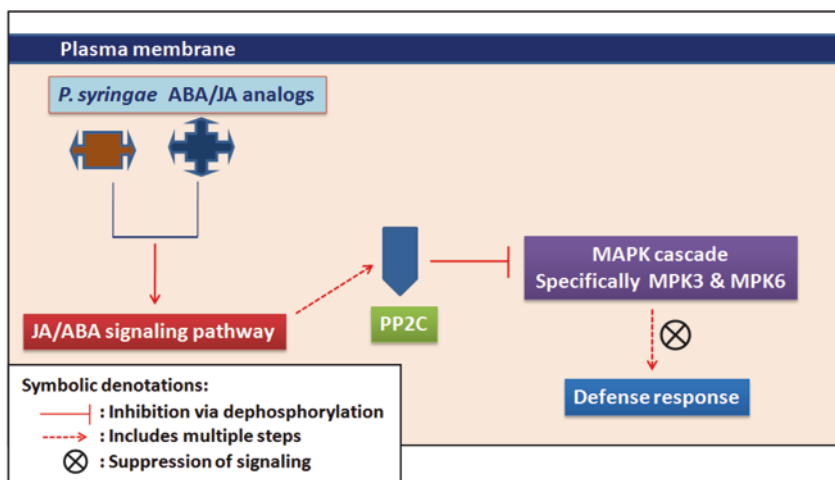 Plasma membrane
P. syringae ABA/JA analogs
MAPK cascade
Specifically MPK3 & MPK6
PP2C
JA/ABA signaling pathway
Defense response
Symbolic denotations:
: Inhibition via dephosphorylation
: Includes multiple steps
: Suppression of signaling